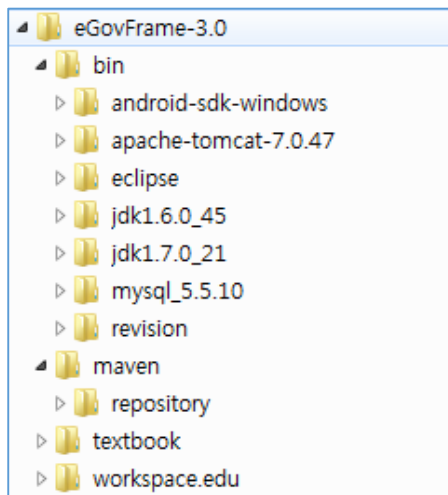 eGovFrame-3.0
bin
android-sdk-windows
apache-tomcat-7.0.47
eclipse
jdk1.6.0_45
jdk1.7.0_21
mysql_5.5.10
revision
maven
repository
textbook
workspace.edu